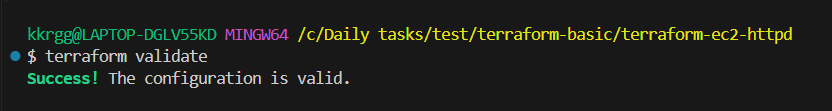 kkrgg@LAPTOP-DGLV55KD MINGW64 /c/Daily tasks/test/terraform-basic/terraform-ec2-httpd
$ terraform validate
Success! The configuration is valid.